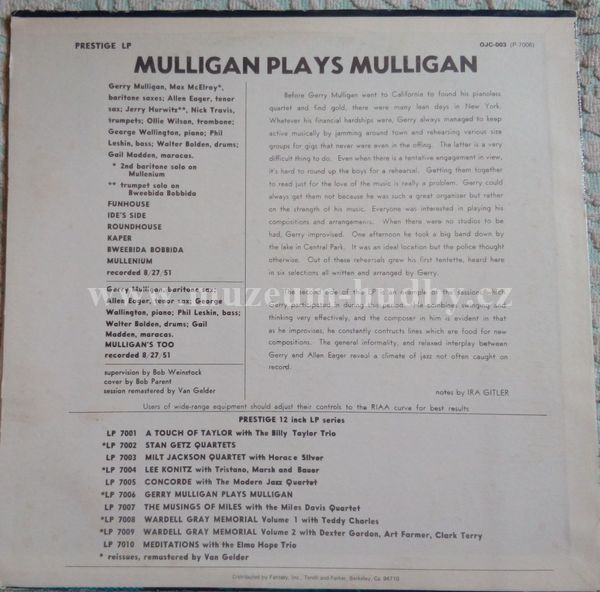 PRESTIGE LP
OJC-003 (P-7006)
MULLIGAN PLAYS MULLIGAN
Gerry Mulligan, Max McElroy*,
baritone saxes; Allen Eager, tenor
sax; Jerry Hurwitz**, Nick Travis,
trumpets; Ollie Wilson, trombone;
George Wallington, piano; Phil
Leshin, bass; Walter Bolden, drums;
Gail Madden, maracas.
* 2nd baritone solo on
Mullenium
** trumpet solo on
Bweebida Bobbida
FUNHOUSE
IDE'S SIDE
ROUNDHOUSE
KAPER
BWEEBIDA BOBBIDA
MULLENIUM
recorded 8/27/51
Gerry Mulligan, baritone sax;
Allen Eager, tenor sax; George
Wallington, piano; Phil Leshin, bass;
Walter Bolden, drums; Gail
Madden, maracas.
MULLIGAN'S TOO
recorded 8/27/51
supervision by Bob Weinstock
cover by Bob Parent
session remastered by Van Gelder
Before Gerry Mulligan went to California to found his pianoless
quartet and find gold, there were many lean days in New York.
Whatever his financial hardships were, Gerry always managed to keep
active musically by jamming around town and rehearsing various size
groups for gigs that never were even in the offing. The latter is a very
difficult thing to do. Even when there is a tentative engagement in view,
it's hard to round up the boys for a rehearsal. Getting them together
to read just for the love of the music is really a problem. Gerry could
always get them not because he was such a great organiser but rather
on the strength of his music. Everyone was interested in playing his
compositions and arrangements. When there were no studios to be
had, Gerry improvised. One afternoon he took a big band down by
the lake in Central Park. It was an ideal location but the police thought
otherwise. Out of these rehearsals grew his first tentette, heard here
in six selections all written and arranged by Gerry.
The second side of the LP is an example of the sessions which
Gerry participated in during this period. He combines swinging and
thinking very effectively, and the composer in him is evident in that
as he improvises, he constantly constructs lines which are food for new
compositions. The general informality, and relaxed interplay between
Gerry and Allen Eager reveal a climate of jazz not often caught on
record.
notes by IRA GITLER
www.muzeum-hudby.cz
Users of wide-range equipment should adjust their controls to the RIAA curve for best results
PRESTIGE 12 inch LP series
LP 7001 A TOUCH OF TAYLOR with The Billy Taylor Trio
*LP 7002 STAN GETZ QUARTETS
LP 7003 MILT JACKSON QUARTET with Horace Silver
*LP 7004 LEE KONITZ with Tristano, Marsh and Bauer
LP 7005 CONCORDE with The Modern Jazz Quartet
*LP 7006 GERRY MULLIGAN PLAYS MULLIGAN
LP 7007 THE MUSINGS OF MILES with the Miles Davis Quartet
*LP 7008 WARDELL GRAY MEMORIAL Volume 1 with Teddy Charles
*LP 7009 WARDELL GRAY MEMORIAL Volume 2 with Dexter Gordon, Art Farmer, Clark Terry
LP 7010 MEDITATIONS with the Elmo Hope Trio
* reissues, remastered by Van Gelder
Distributed by Fantasy, Inc., Tenth and Parker, Berkeley, Ca. 94710